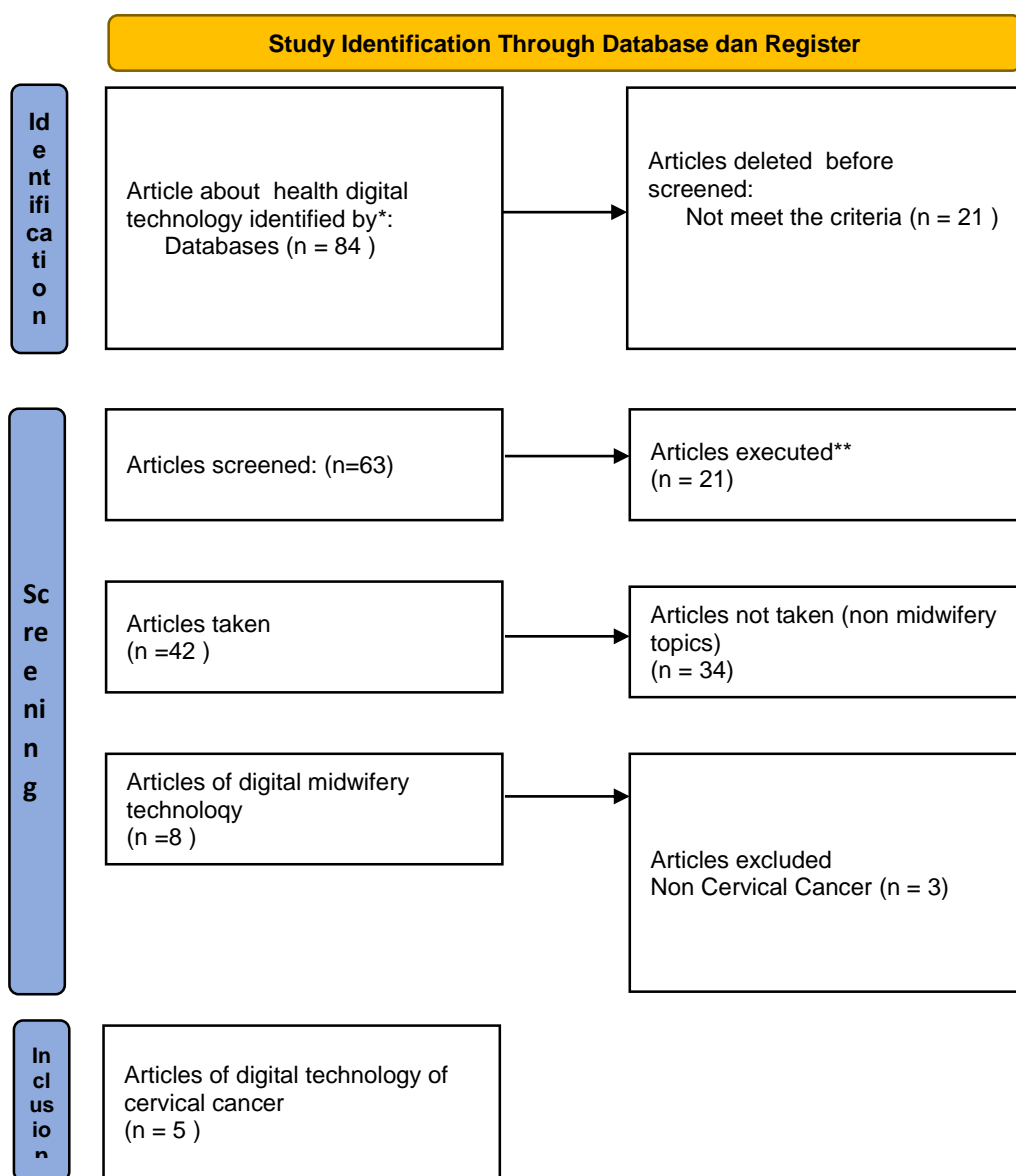 Study Identification Through Database dan Register
Id
e
nt
ifi
ca
ti
o
n
Article about health digital
technology identified by*:
Databases (n = 84 )
Articles deleted before
screened:
Not meet the criteria (n = 21 )
Sc
re
e
ni
n
g
Articles screened: (n=63)
Articles executed**
(n = 21)
Articles taken
(n =42 )
Articles not taken (non midwifery
topics)
(n = 34)
Articles of digital midwifery
technoloqy
(n =8 )
Articles excluded
Non Cervical Cancer (n = 3)
In
cl
us
io
n
Articles of digital technology of
cervical cancer
(n = 5 )